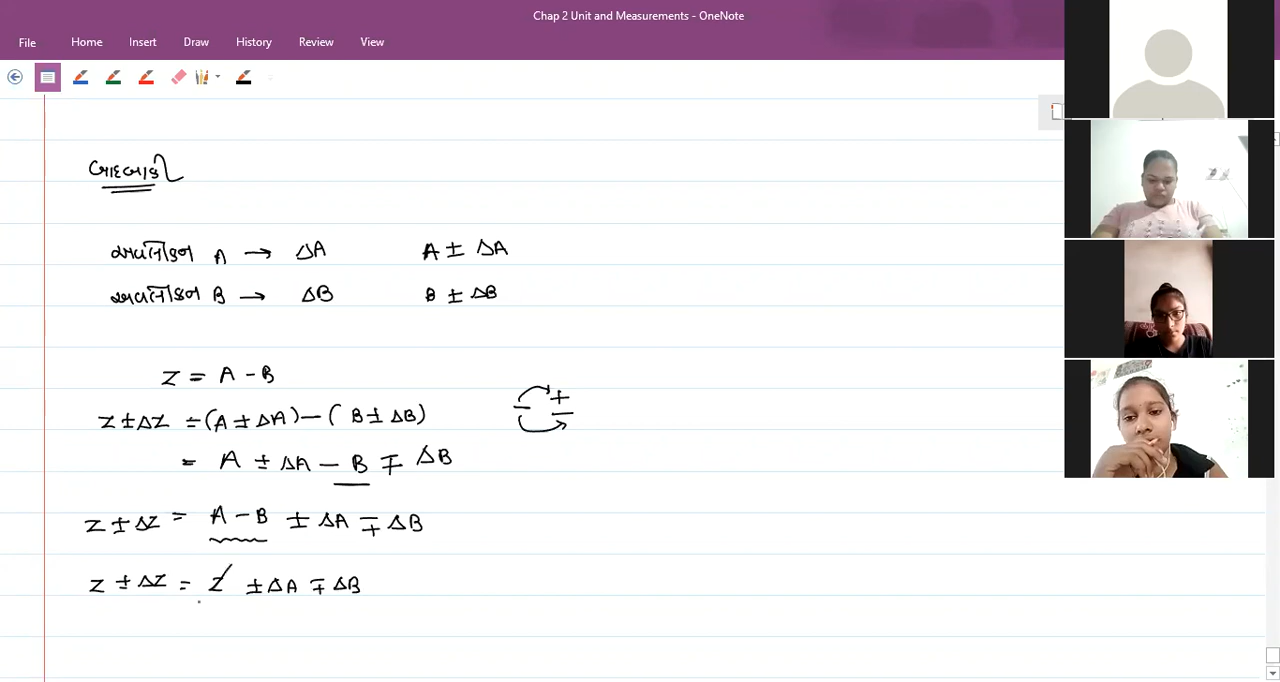 Chap 2 Unit and Measurements - OneNote
File Home Insert Draw History Review View
બાદબાકી
અવલોકન A → ΔA A ± ΔA
અવલોકન B → ΔB B ± ΔB
Z = A - B
Z ± ΔZ = (A ± ΔA) - (B ± ΔB)
- + -
= A ± ΔA - B ∓ ΔB
Z ± ΔZ = A - B ± ΔA ∓ ΔB
Z ± ΔZ = Z ± ΔA ∓ ΔB